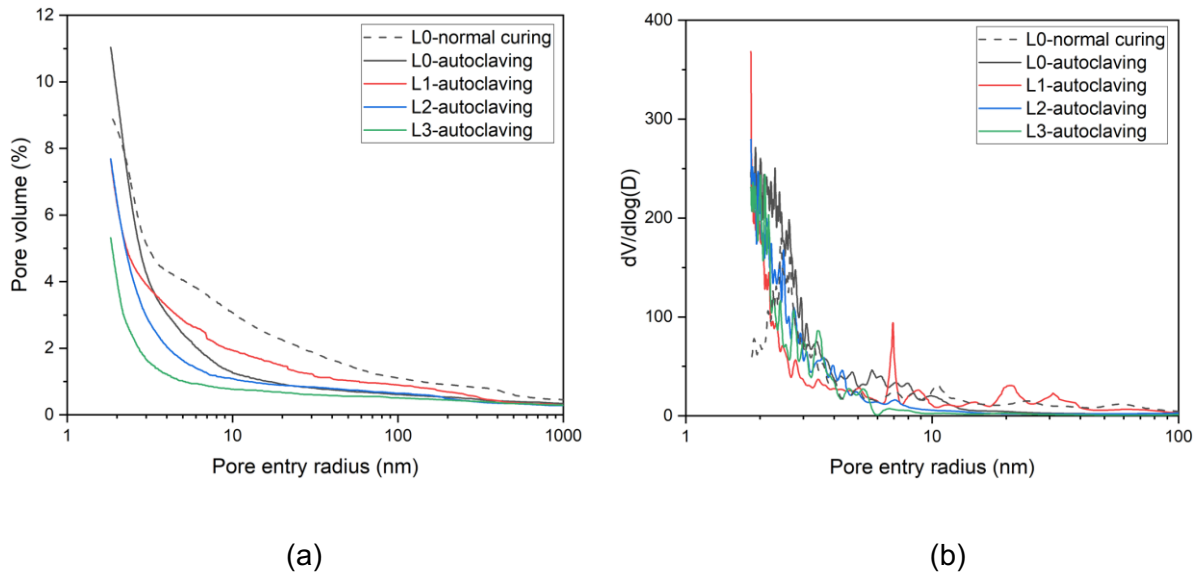 12
10
8
6
4
2
0
Pore volume (%)
1
10
100
1000
Pore entry radius (nm)
L0-normal curing
L0-autoclaving
L1-autoclaving
L2-autoclaving
L3-autoclaving
(a)
400
300
200
100
0
dV/dlog(D)
1
10
100
Pore entry radius (nm)
L0-normal curing
L0-autoclaving
L1-autoclaving
L2-autoclaving
L3-autoclaving
(b)